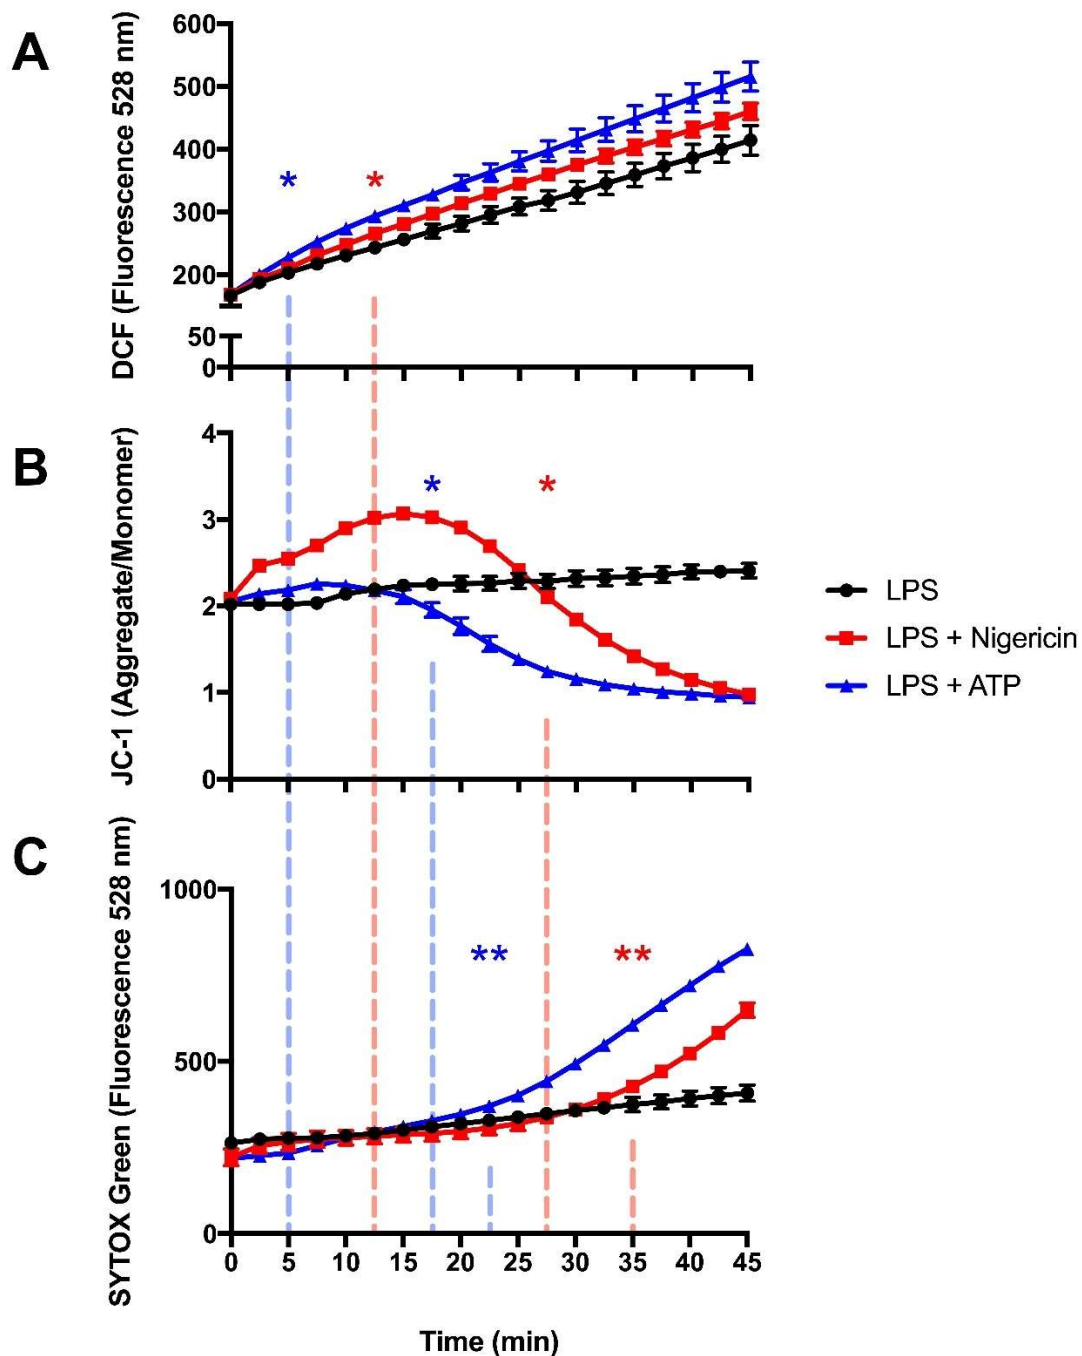 A
DCF (Fluorescence 528 nm)
600
500
400
300
200
50
0
*
*
B
JC-1 (Aggregate/Monomer)
4
3
2
1
0
*
*
LPS
LPS + Nigericin
LPS + ATP
C
SYTOX Green (Fluorescence 528 nm)
1000
500
0
**
**
0 5 10 15 20 25 30 35 40 45
Time (min)